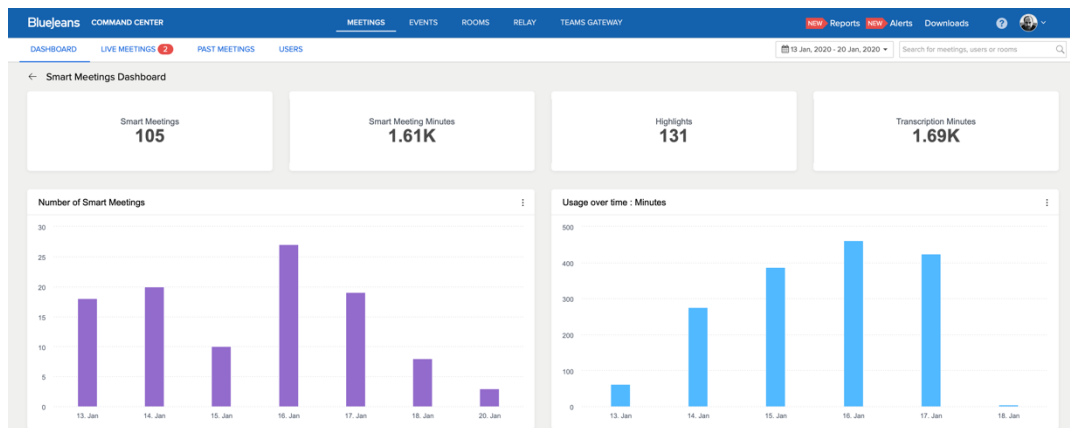 BlueJeans COMMAND CENTER MEETINGS EVENTS ROOMS RELAY TEAMS GATEWAY NEW Reports NEW Alerts Downloads ?
DASHBOARD LIVE MEETINGS 2 PAST MEETINGS USERS 13 Jan, 2020 - 20 Jan, 2020 Search for meetings, users or rooms
← Smart Meetings Dashboard
Smart Meetings
105
Smart Meeting Minutes
1.61K
Highlights
131
Transcription Minutes
1.69K
Number of Smart Meetings
30
25
20
15
10
5
0
13. Jan 14. Jan 15. Jan 16. Jan 17. Jan 18. Jan 20. Jan
Usage over time : Minutes
500
400
300
200
100
0
13. Jan 14. Jan 15. Jan 16. Jan 17. Jan 18. Jan